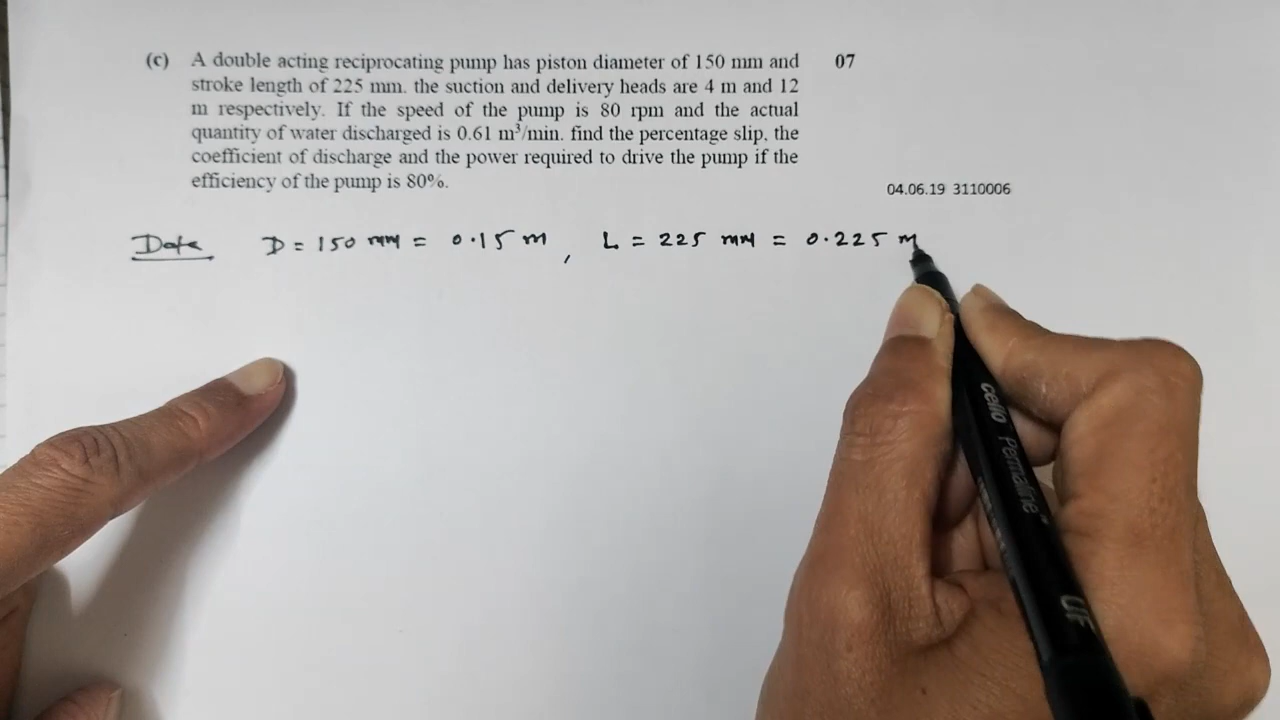 (c) A double acting reciprocating pump has piston diameter of 150 mm and 07
stroke length of 225 mm. the suction and delivery heads are 4 m and 12
m respectively. If the speed of the pump is 80 rpm and the actual
quantity of water discharged is 0.61 m³/min. find the percentage slip, the
coefficient of discharge and the power required to drive the pump if the
efficiency of the pump is 80%.
04.06.19 3110006
Data D = 150 mm = 0.15 m , L = 225 mm = 0.225 m
cello Permaline™
UF